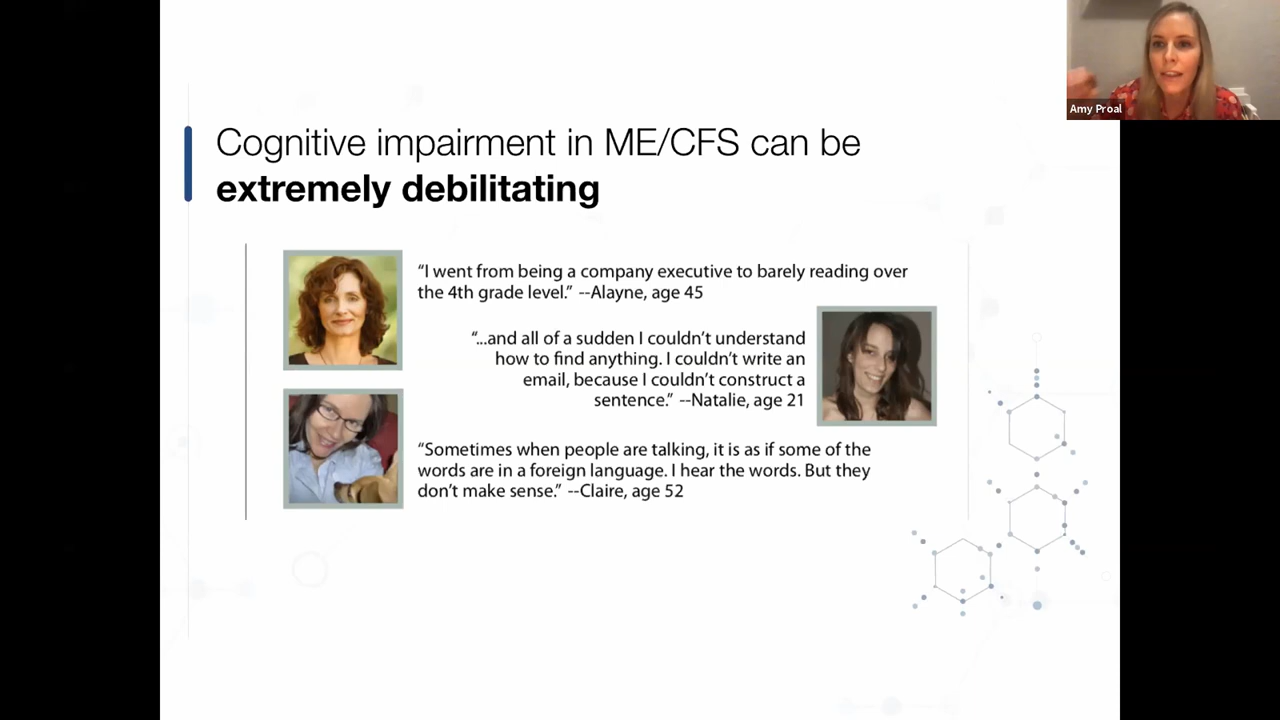 Amy Proal
Cognitive impairment in ME/CFS can be
extremely debilitating
“I went from being a company executive to barely reading over
the 4th grade level.” --Alayne, age 45
“...and all of a sudden I couldn’t understand
how to find anything. I couldn’t write an
email, because I couldn’t construct a
sentence.” --Natalie, age 21
“Sometimes when people are talking, it is as if some of the
words are in a foreign language. I hear the words. But they
don’t make sense.” --Claire, age 52